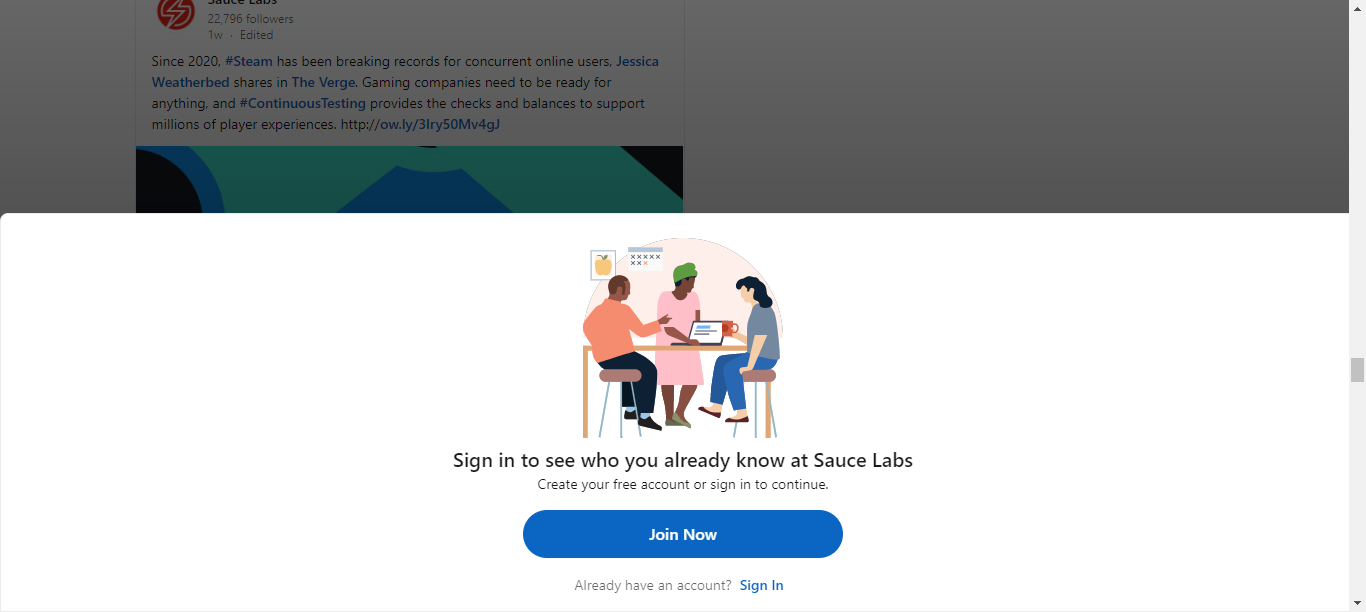 Sauce Labs
22,796 followers
1w · Edited
Since 2020, #Steam has been breaking records for concurrent online users, Jessica
Weatherbed shares in The Verge. Gaming companies need to be ready for
anything, and #ContinuousTesting provides the checks and balances to support
millions of player experiences. http://ow.ly/3Iry50Mv4gJ
Sign in to see who you already know at Sauce Labs
Create your free account or sign in to continue.
Join Now
Already have an account? Sign In